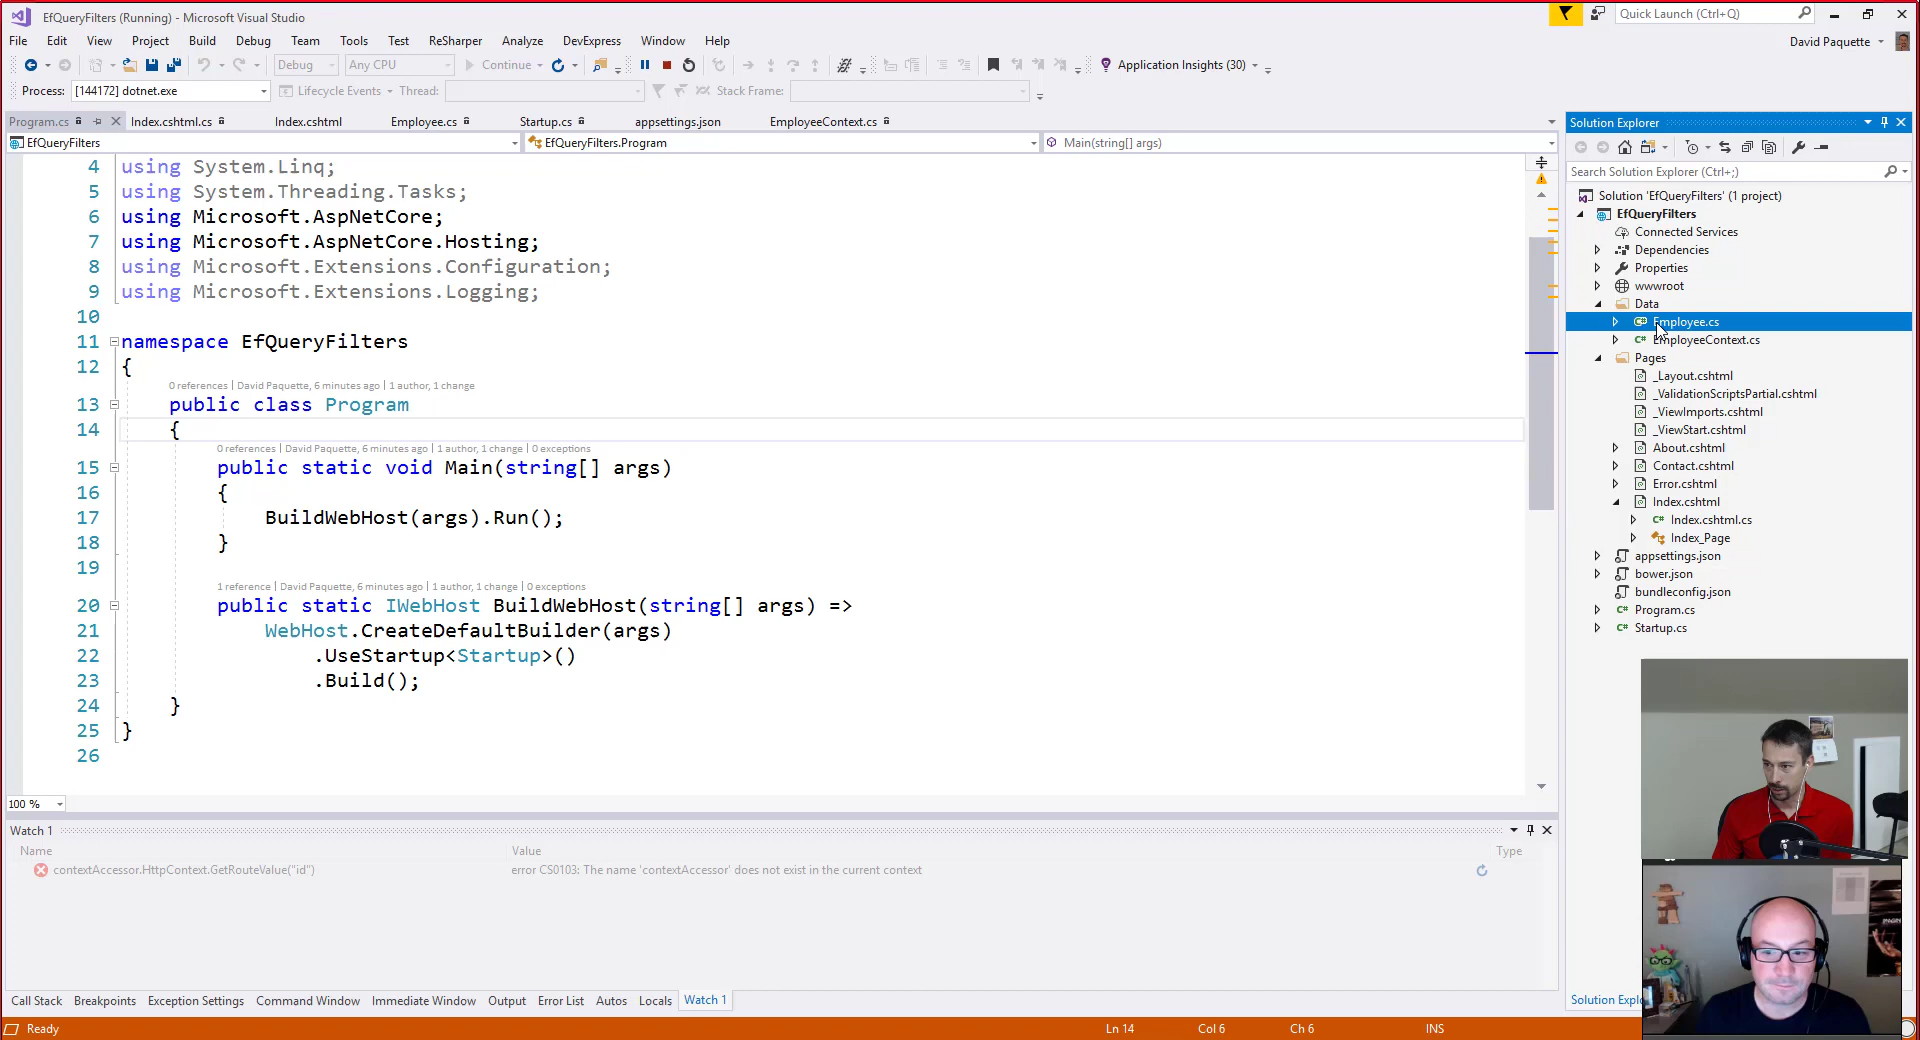 EfQueryFilters (Running) - Microsoft Visual Studio
Quick Launch (Ctrl+Q)
File Edit View Project Build Debug Team Tools Test ReSharper Analyze DevExpress Window Help
David Paquette
Debug Any CPU Continue Application Insights (30)
Process: [144172] dotnet.exe Lifecycle Events Thread: Stack Frame:
Program.cs Index.cshtml.cs Index.cshtml Employee.cs Startup.cs appsettings.json EmployeeContext.cs
EfQueryFilters EfQueryFilters.Program Main(string[] args)
4 using System.Linq;
5 using System.Threading.Tasks;
6 using Microsoft.AspNetCore;
7 using Microsoft.AspNetCore.Hosting;
8 using Microsoft.Extensions.Configuration;
9 using Microsoft.Extensions.Logging;
10
11 namespace EfQueryFilters
12 {
0 references | David Paquette, 6 minutes ago | 1 author, 1 change
13 public class Program
14 {
0 references | David Paquette, 6 minutes ago | 1 author, 1 change | 0 exceptions
15 public static void Main(string[] args)
16 {
17 BuildWebHost(args).Run();
18 }
19
1 reference | David Paquette, 6 minutes ago | 1 author, 1 change | 0 exceptions
20 public static IWebHost BuildWebHost(string[] args) =>
21 WebHost.CreateDefaultBuilder(args)
22 .UseStartup<Startup>()
23 .Build();
24 }
25 }
26
100 %
Solution Explorer
Search Solution Explorer (Ctrl+;)
Solution 'EfQueryFilters' (1 project)
EfQueryFilters
Connected Services
Dependencies
Properties
wwwroot
Data
Employee.cs
EmployeeContext.cs
Pages
_Layout.cshtml
_ValidationScriptsPartial.cshtml
_ViewImports.cshtml
_ViewStart.cshtml
About.cshtml
Contact.cshtml
Error.cshtml
Index.cshtml
Index.cshtml.cs
Index_Page
appsettings.json
bower.json
bundleconfig.json
Program.cs
Startup.cs
Watch 1
Name Value Type
contextAccessor.HttpContext.GetRouteValue("id") error CS0103: The name 'contextAccessor' does not exist in the current context
Call Stack Breakpoints Exception Settings Command Window Immediate Window Output Error List Autos Locals Watch 1
Solution Explo
Ready Ln 14 Col 6 Ch 6 INS